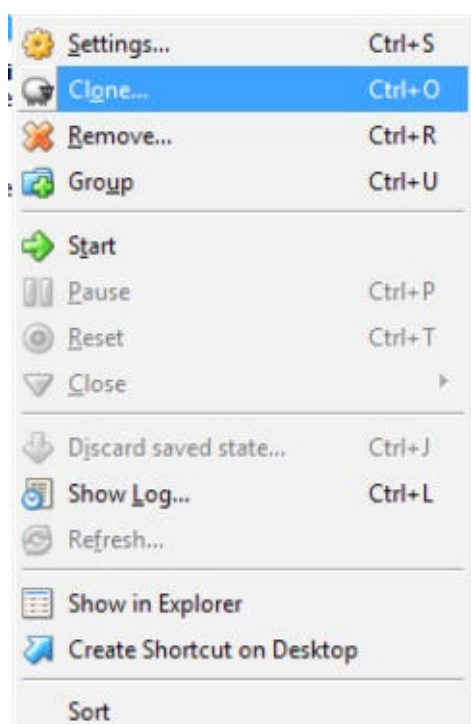 Settings... Ctrl+S
Clone... Ctrl+O
Remove... Ctrl+R
Group Ctrl+U
Start
Pause Ctrl+P
Reset Ctrl+T
Close
Discard saved state... Ctrl+J
Show Log... Ctrl+L
Refresh...
Show in Explorer
Create Shortcut on Desktop
Sort